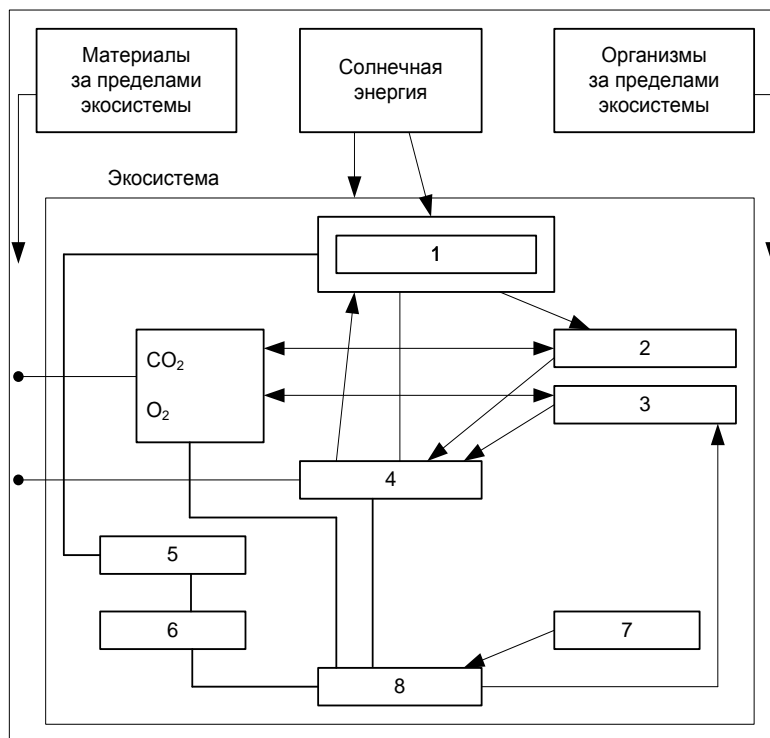 Материалы
за пределами
экосистемы
Солнечная
энергия
Организмы
за пределами
экосистемы
Экосистема
1
CO₂
O₂
2
3
4
5
6
7
8